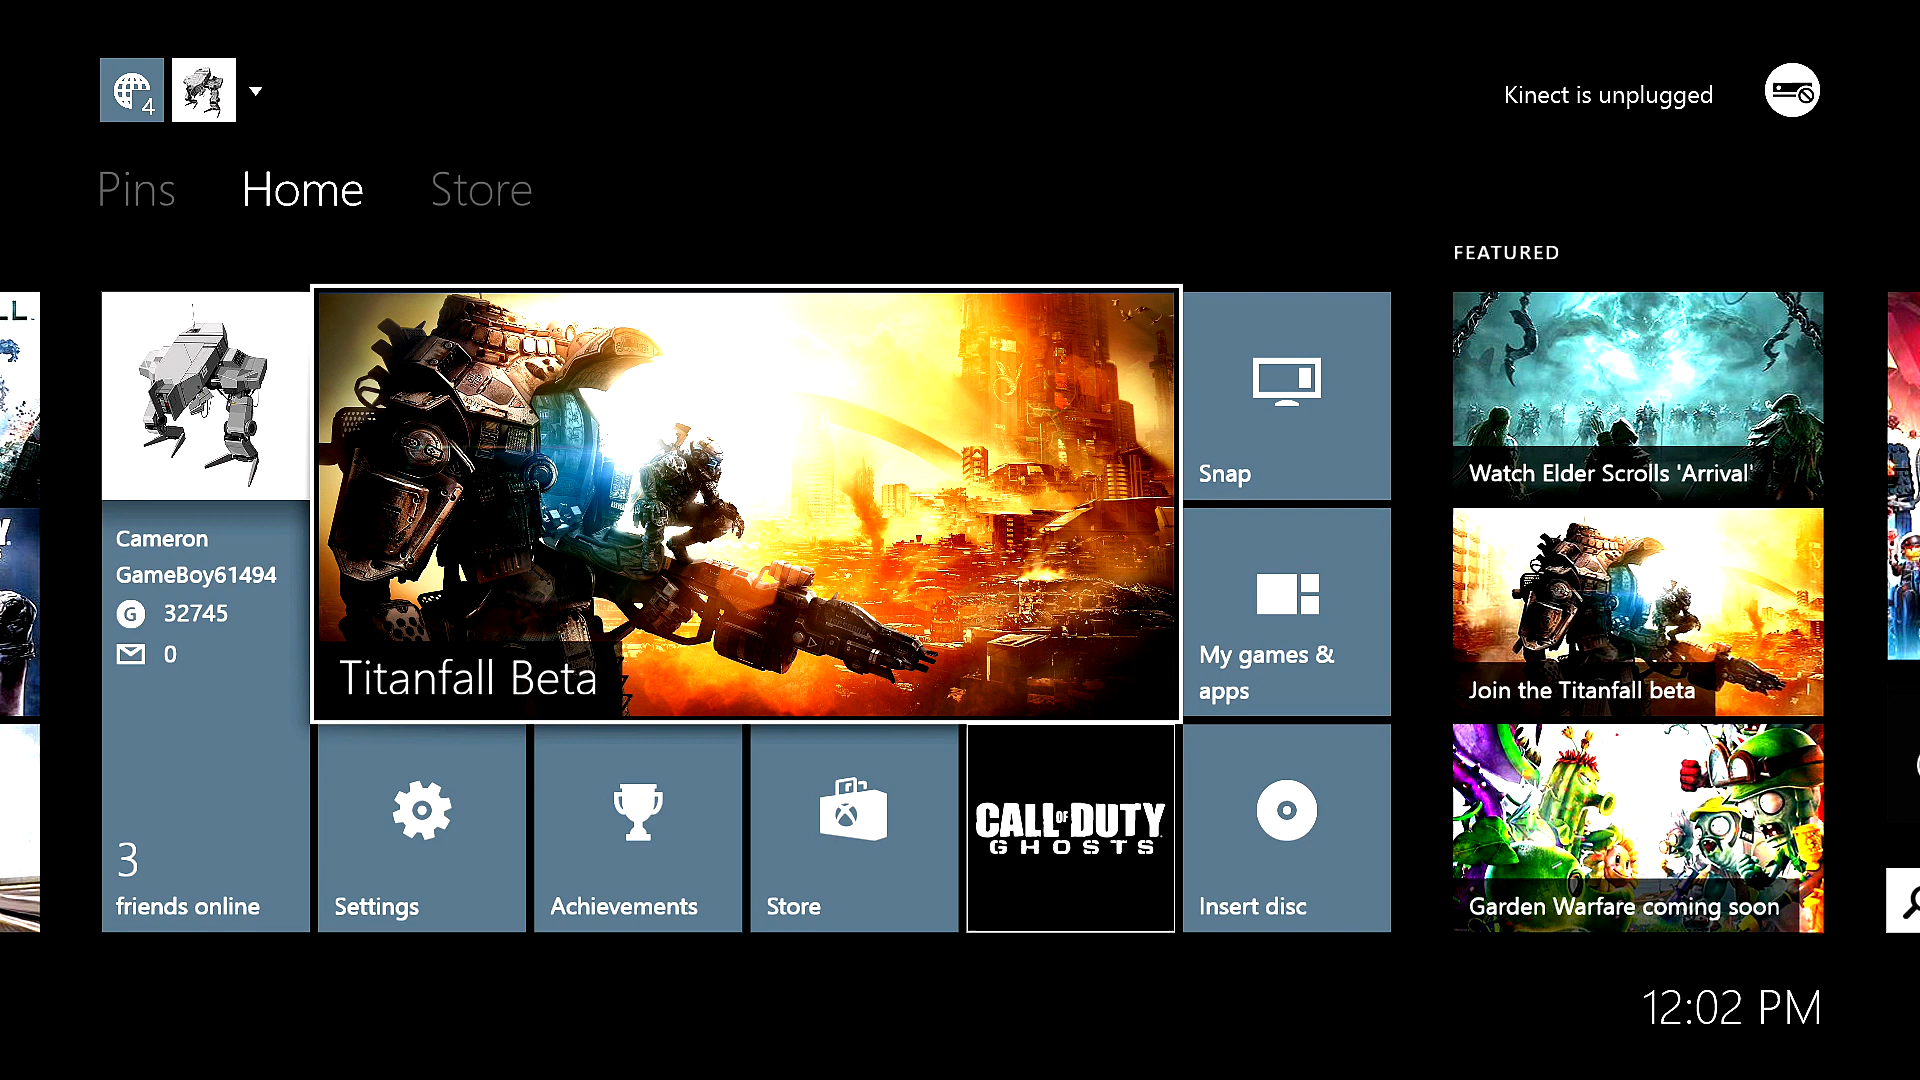 4
Kinect is unplugged
Pins Home Store
FEATURED
Cameron
GameBoy61494
G 32745
0
3
friends online
Titanfall Beta
Snap
My games &
apps
Settings
Achievements
Store
CALL OF DUTY
GHOSTS
Insert disc
Watch Elder Scrolls 'Arrival'
Join the Titanfall beta
Garden Warfare coming soon
12:02 PM